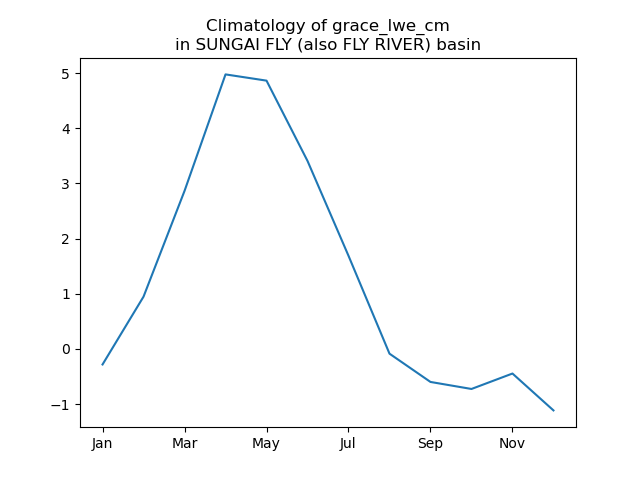 Climatology of grace_lwe_cm
in SUNGAI FLY (also FLY RIVER) basin
5
4
3
2
1
0
−1
Jan
Mar
May
Jul
Sep
Nov